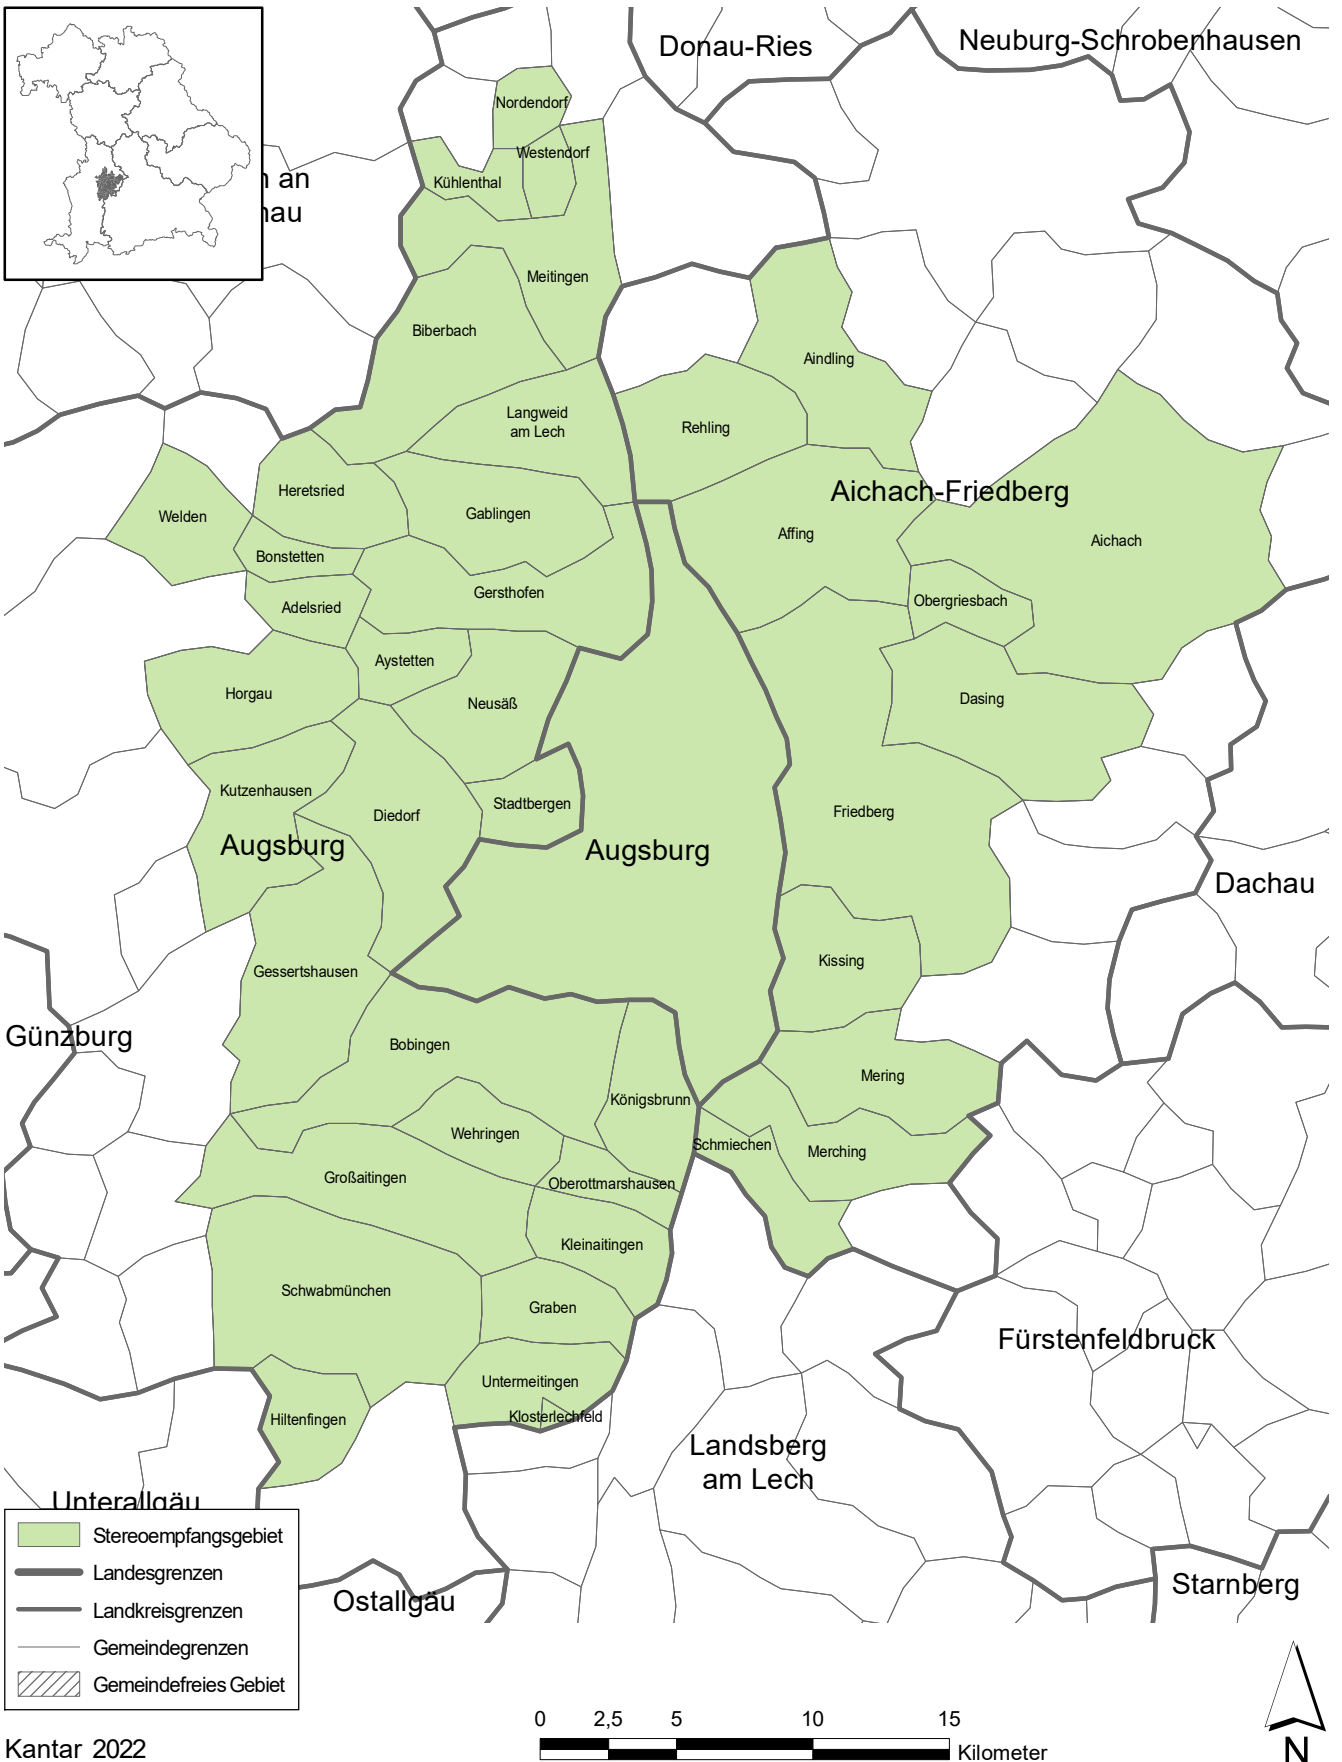 Donau-Ries
Neuburg-Schrobenhausen
Nordendorf
Westendorf
n an
Kühlenthal
nau
Meitingen
Biberbach
Aindling
Langweid
am Lech
Rehling
Heretsried
Aichach-Friedberg
Welden
Gablingen
Affing
Aichach
Bonstetten
Gersthofen
Obergriesbach
Adelsried
Aystetten
Horgau
Neusäß
Dasing
Kutzenhausen
Stadtbergen
Diedorf
Friedberg
Augsburg
Augsburg
Dachau
Kissing
Gessertshausen
Günzburg
Bobingen
Mering
Königsbrunn
Wehringen
Schmiechen
Merching
Großaitingen
Oberottmarshausen
Kleinaitingen
Schwabmünchen
Graben
Fürstenfeldbruck
Untermeitingen
Hiltenfingen
Klosterlechfeld
Landsberg
am Lech
Unterallgäu
Stereoempfangsgebiet
Landesgrenzen
Landkreisgrenzen
Gemeindegrenzen
Gemeindefreies Gebiet
Ostallgäu
Starnberg
0 2,5 5 10 15
Kilometer
N
Kantar 2022